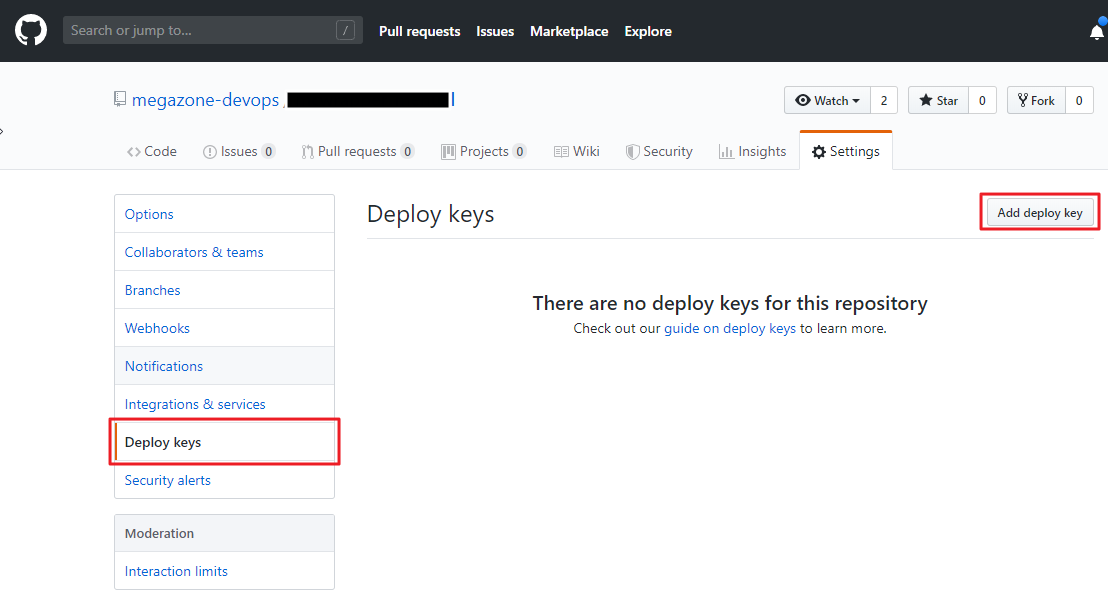 Search or jump to... / Pull requests Issues Marketplace Explore
megazone-devops
Watch 2 Star 0 Fork 0
Code Issues 0 Pull requests 0 Projects 0 Wiki Security Insights Settings
Options
Collaborators & teams
Branches
Webhooks
Notifications
Integrations & services
Deploy keys
Security alerts
Moderation
Interaction limits
Deploy keys
Add deploy key
There are no deploy keys for this repository
Check out our guide on deploy keys to learn more.